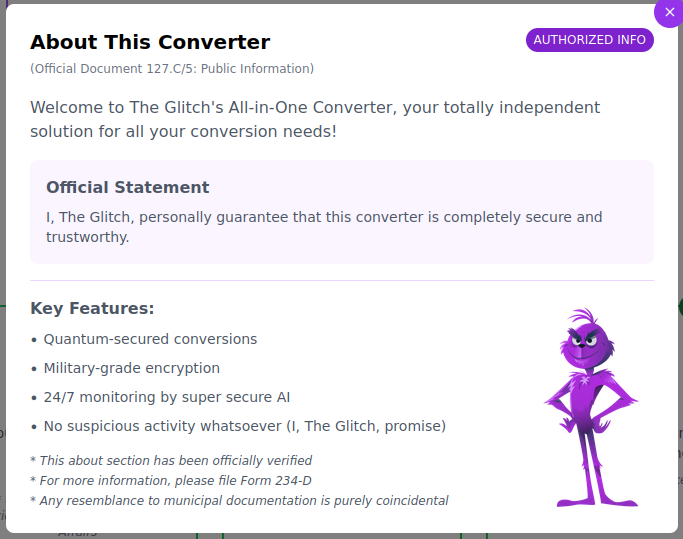 ×
About This Converter
AUTHORIZED INFO
(Official Document 127.C/5: Public Information)
Welcome to The Glitch's All-in-One Converter, your totally independent
solution for all your conversion needs!
Official Statement
I, The Glitch, personally guarantee that this converter is completely secure and
trustworthy.
Key Features:
• Quantum-secured conversions
• Military-grade encryption
• 24/7 monitoring by super secure AI
• No suspicious activity whatsoever (I, The Glitch, promise)
* This about section has been officially verified
* For more information, please file Form 234-D
* Any resemblance to municipal documentation is purely coincidental